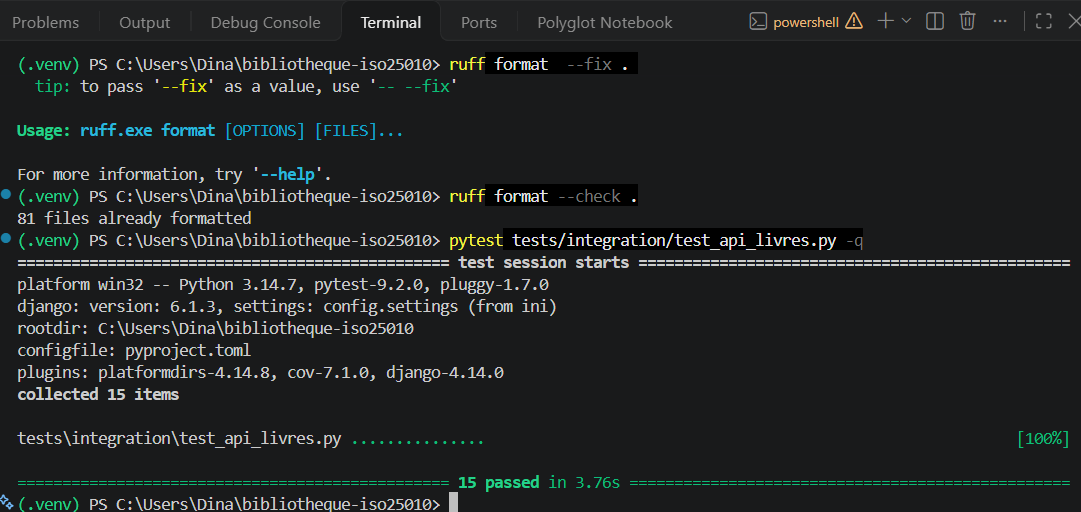 Problems Output Debug Console Terminal Ports Polyglot Notebook powershell
(.venv) PS C:\Users\Dina\bibliotheque-iso25010> ruff format --fix .
tip: to pass '--fix' as a value, use '-- --fix'
Usage: ruff.exe format [OPTIONS] [FILES]...
For more information, try '--help'.
(.venv) PS C:\Users\Dina\bibliotheque-iso25010> ruff format --check .
81 files already formatted
(.venv) PS C:\Users\Dina\bibliotheque-iso25010> pytest tests/integration/test_api_livres.py -q
================================================ test session starts ================================================
platform win32 -- Python 3.14.7, pytest-9.2.0, pluggy-1.7.0
django: version: 6.1.3, settings: config.settings (from ini)
rootdir: C:\Users\Dina\bibliotheque-iso25010
configfile: pyproject.toml
plugins: platformdirs-4.14.8, cov-7.1.0, django-4.14.0
collected 15 items
tests\integration\test_api_livres.py ............... [100%]
================================================ 15 passed in 3.76s =================================================
(.venv) PS C:\Users\Dina\bibliotheque-iso25010>